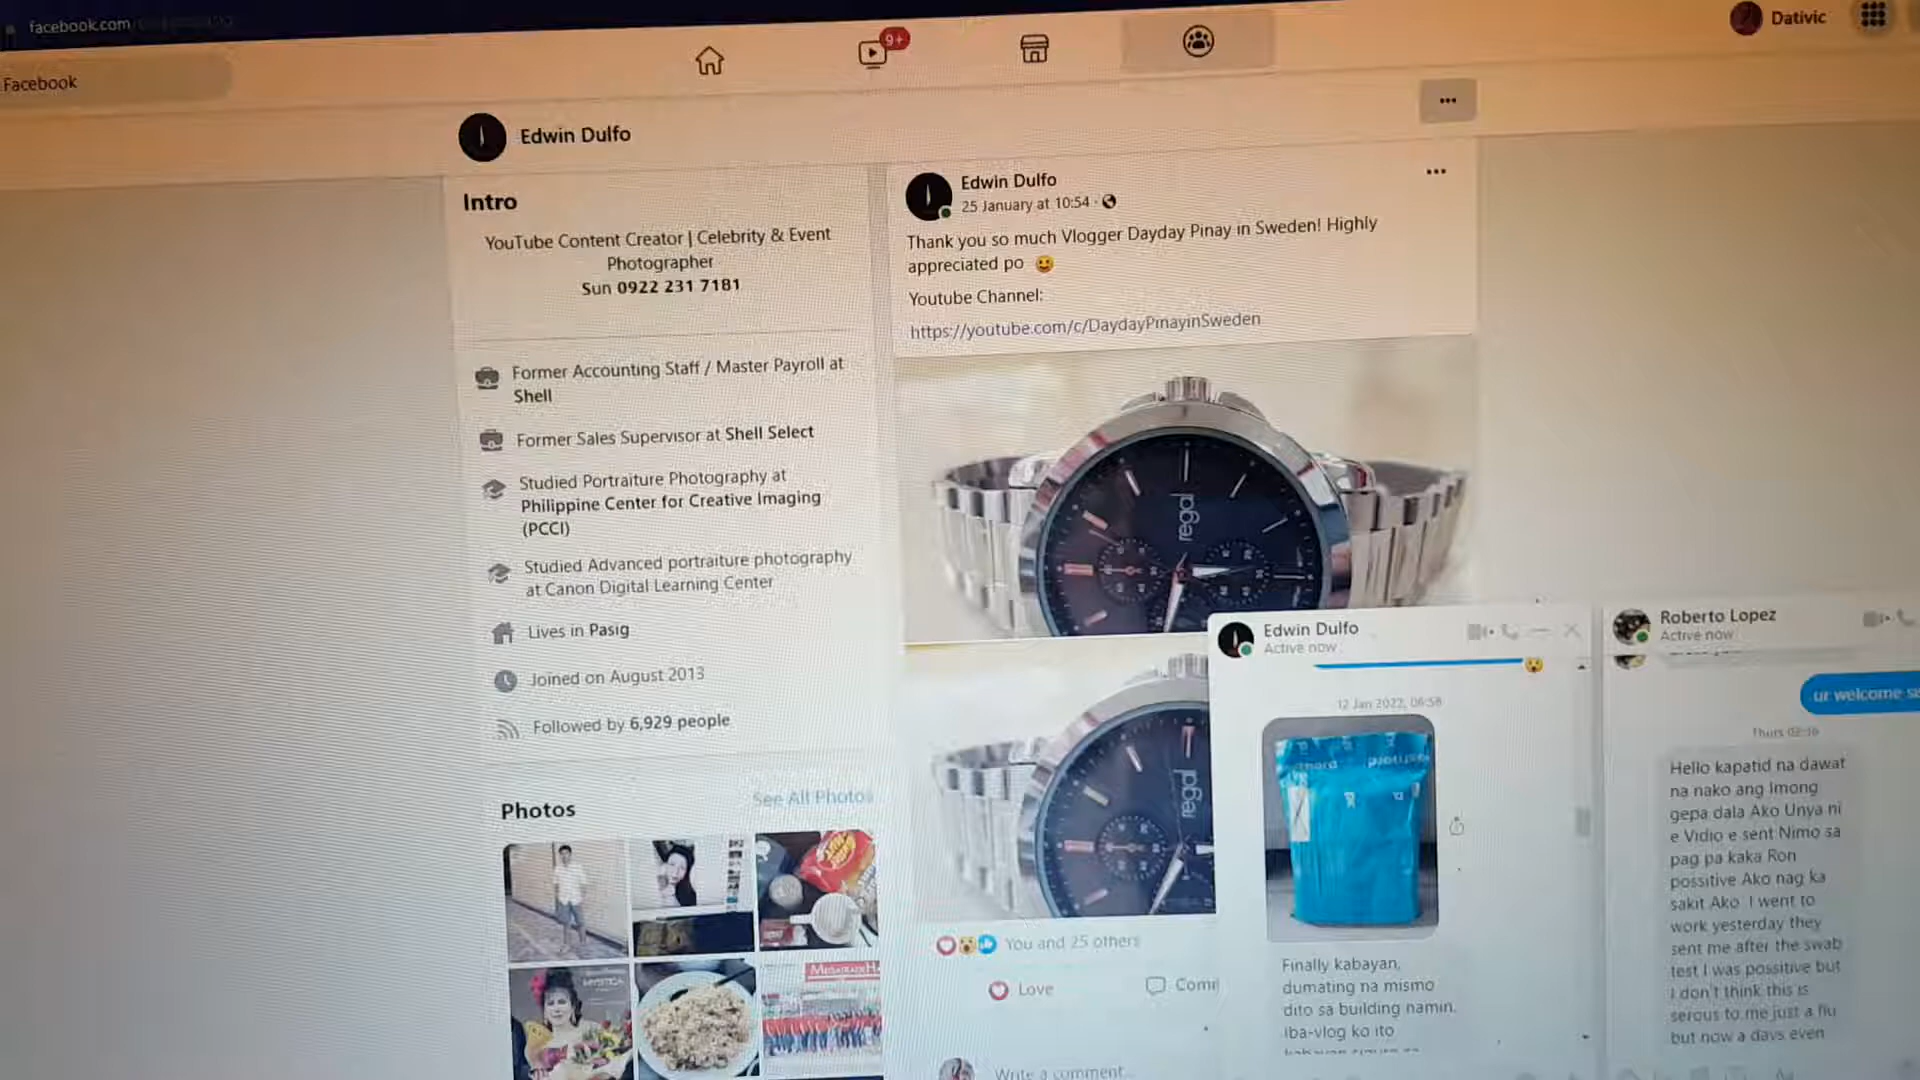 facebook.com
9+
Dativic
Facebook
Edwin Dulfo
Intro
YouTube Content Creator | Celebrity & Event
Photographer
Sun 0922 231 7181
Former Accounting Staff / Master Payroll at
Shell
Former Sales Supervisor at Shell Select
Studied Portraiture Photography at
Philippine Center for Creative Imaging
(PCCI)
Studied Advanced portraiture photography
at Canon Digital Learning Center
Lives in Pasig
Joined on August 2013
Followed by 6,929 people
Photos
See All Photos
MYSTICA
Edwin Dulfo
25 January at 10:54
Thank you so much Vlogger Dayday Pinay in Sweden! Highly
appreciated po
Youtube Channel:
https://youtube.com/c/DaydayPinayinSweden
regal
regal
You and 25 others
Love
Write a comment...
Edwin Dulfo
Active now
12 Jan 2022, 06:58
Finally kabayan,
dumating na mismo
dito sa building namin.
iba-vlog ko ito
Roberto Lopez
Active now
ur welcome
Thurs 02:16
Hello kapatid na dawat
na nako ang Imong
gepa dala Ako Unya ni
e Vidio e sent Nimo sa
pag pa kaka Ron
possitive Ako nag ka
sakit Ako I went to
work yesterday they
sent me after the swab
test I was possitive but
I don't think this is
serous to me just a flu
but now a days even